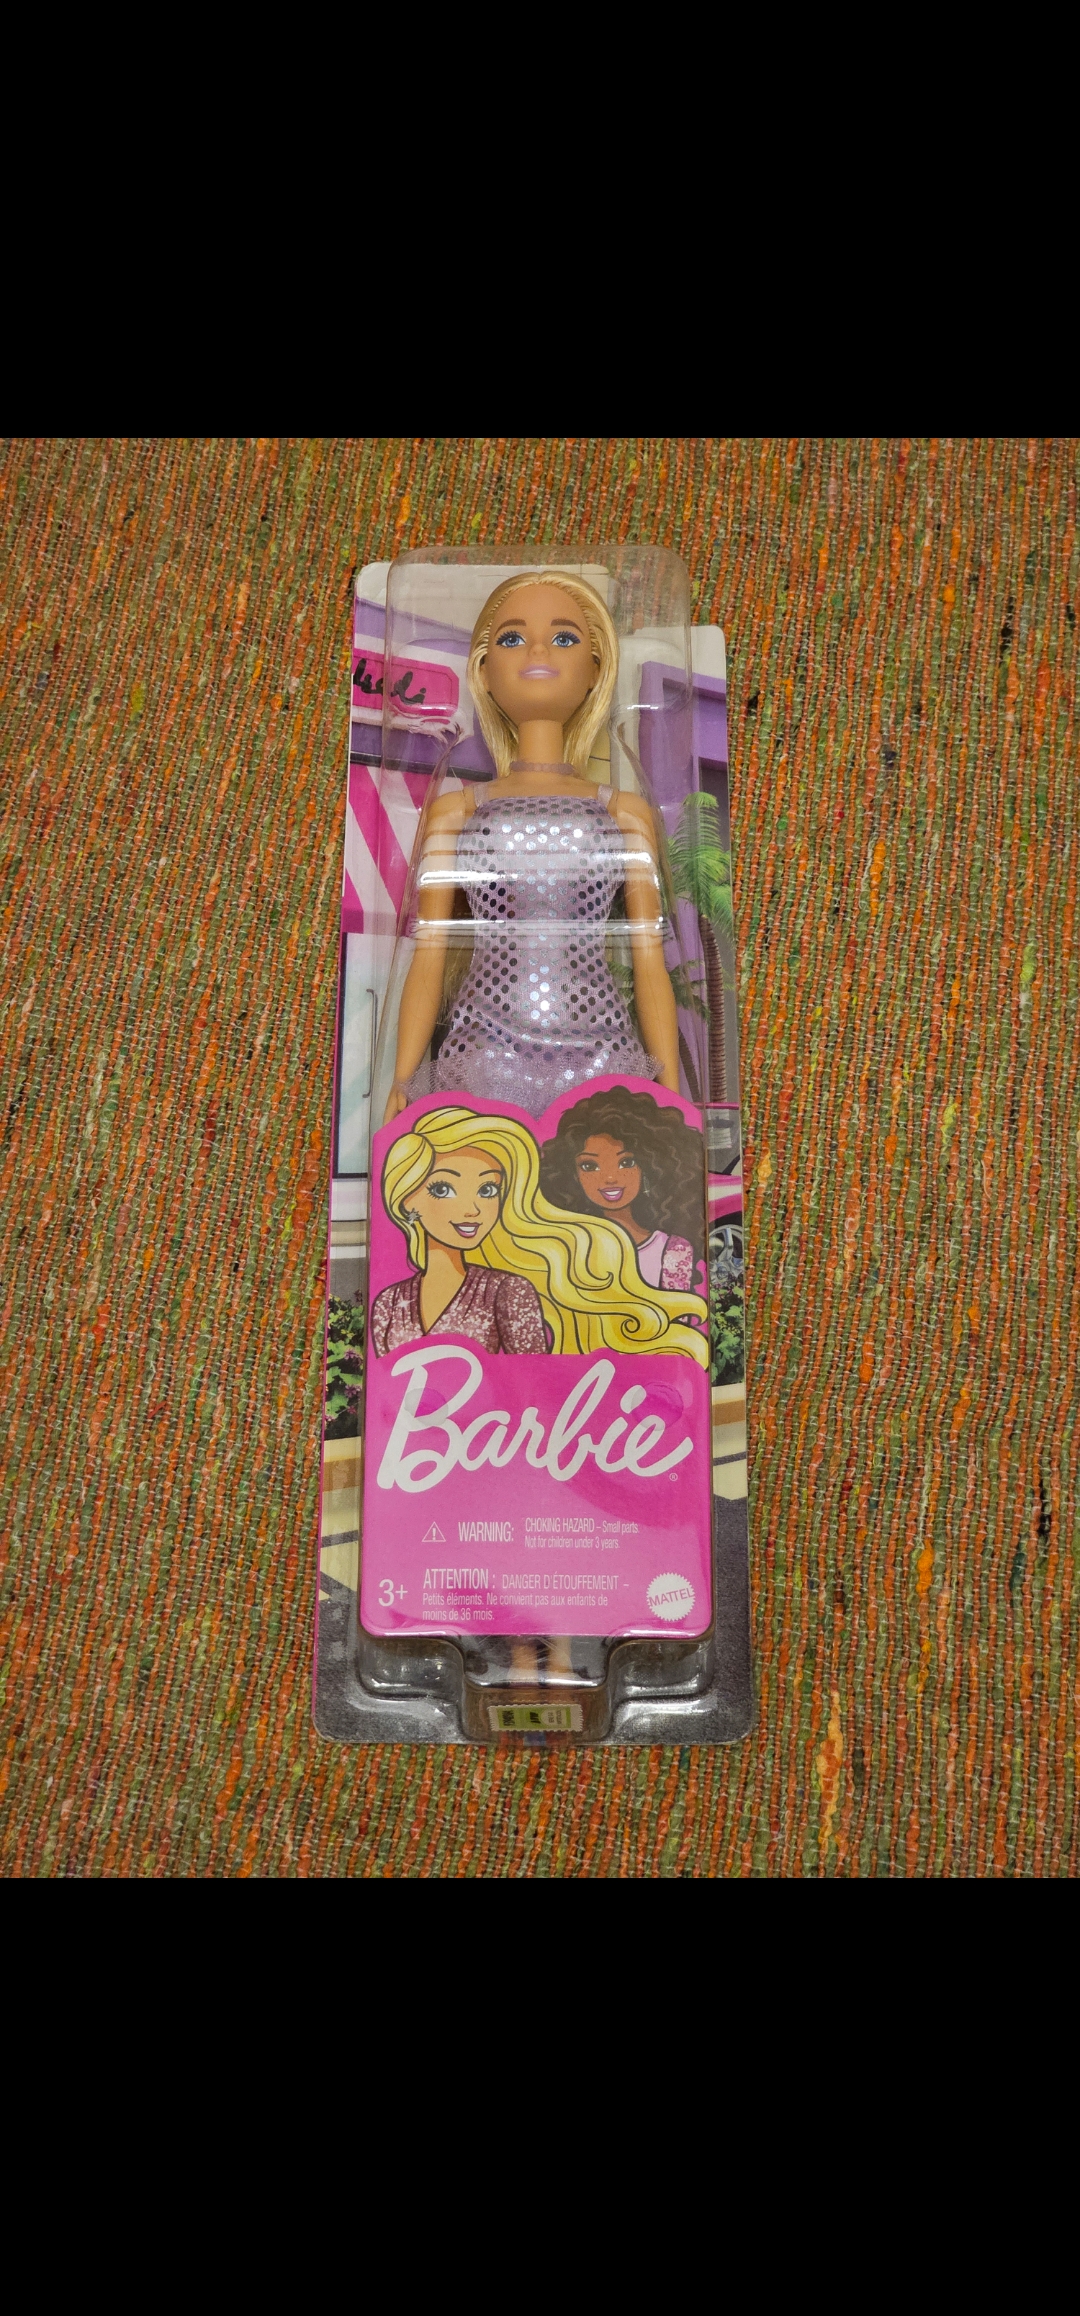 Barbie®
WARNING: CHOKING HAZARD – Small parts.
Not for children under 3 years.
3+
ATTENTION : DANGER D'ÉTOUFFEMENT –
Petits éléments. Ne convient pas aux enfants de
moins de 36 mois.
MATTEL